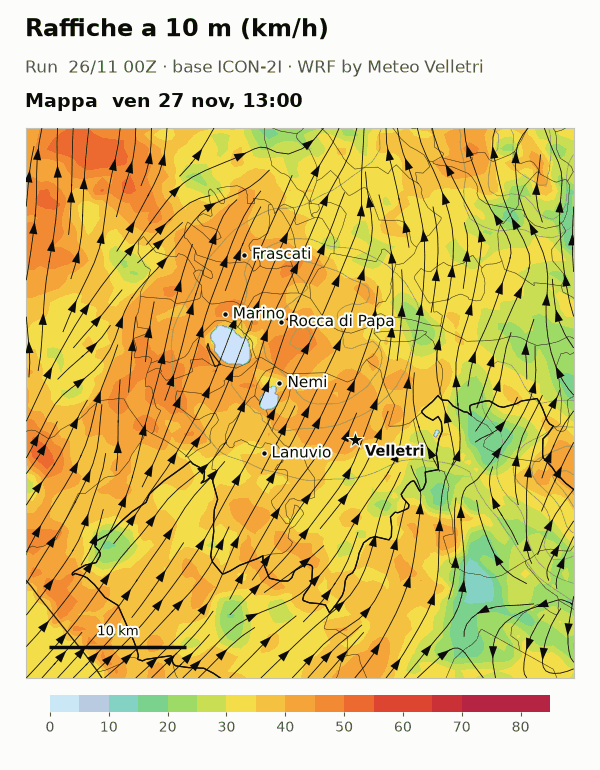 Raffiche a 10 m (km/h)
Run  26/11 00Z · base ICON-2I · WRF by Meteo Velletri
Mappa  ven 27 nov, 13:00
Frascati
Marino
Rocca di Papa
Nemi
Velletri
Lanuvio
10 km
0 10 20 30 40 50 60 70 80